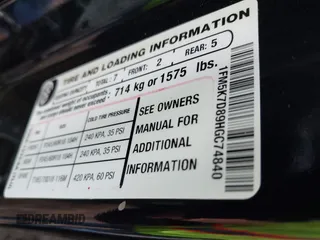 TIRE AND LOADING INFORMATION
SEATING CAPACITY TOTAL 7 FRONT: 2 REAR: 5
714 kg or 1575 lbs.
COLD TIRE PRESSURE
240 KPA, 35 PSI
240 KPA, 35 PSI
420 KPA, 60 PSI
SEE OWNERS
MANUAL FOR
ADDITIONAL
INFORMATION
1FM5K7D89HGC74840
DREAMBID